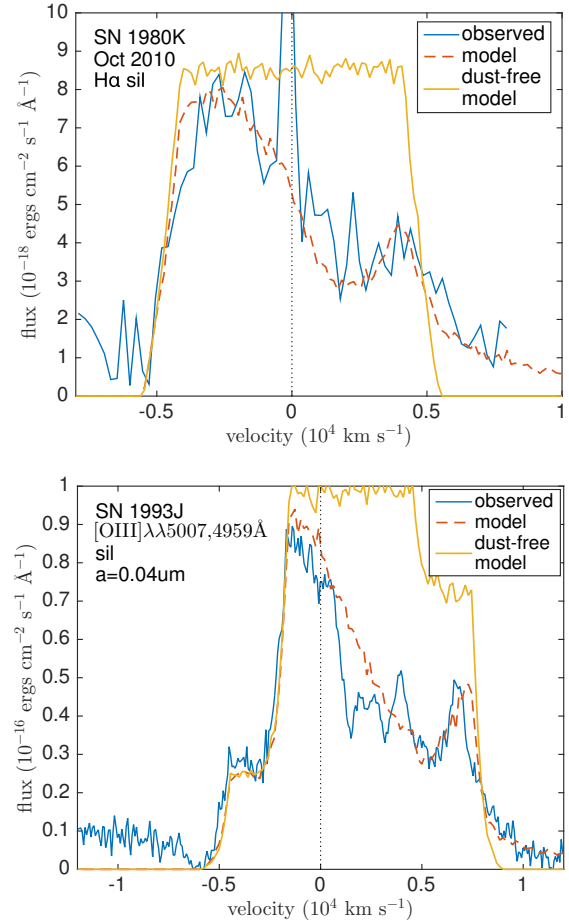 SN 1980K
Oct 2010
Hα sil
observed
model
dust-free
model
10
9
8
7
6
5
4
3
2
1
0
flux (10⁻¹⁸ ergs cm⁻² s⁻¹ Å⁻¹)
-0.5 0 0.5 1
velocity (10⁴ km s⁻¹)
SN 1993J
[OIII]λλ5007,4959Å
sil
a=0.04um
observed
model
dust-free
model
1
0.9
0.8
0.7
0.6
0.5
0.4
0.3
0.2
0.1
0
flux (10⁻¹⁶ ergs cm⁻² s⁻¹ Å⁻¹)
-1 -0.5 0 0.5 1
velocity (10⁴ km s⁻¹)